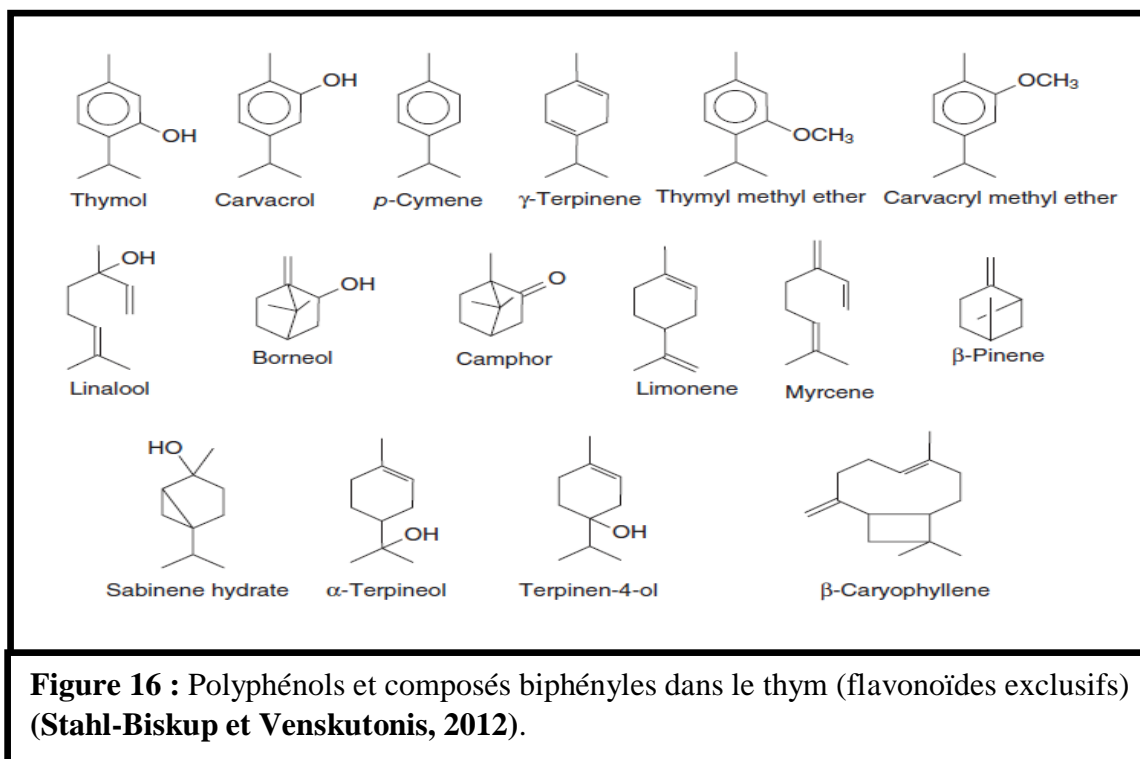 OH
OH
OCH₃
OCH₃
Thymol Carvacrol p-Cymene γ-Terpinene Thymyl methyl ether Carvacryl methyl ether
OH
OH
O
Linalool Borneol Camphor Limonene Myrcene β-Pinene
HO
OH
OH
Sabinene hydrate α-Terpineol Terpinen-4-ol β-Caryophyllene
Figure 16 : Polyphénols et composés biphényles dans le thym (flavonoïdes exclusifs)
(Stahl-Biskup et Venskutonis, 2012).